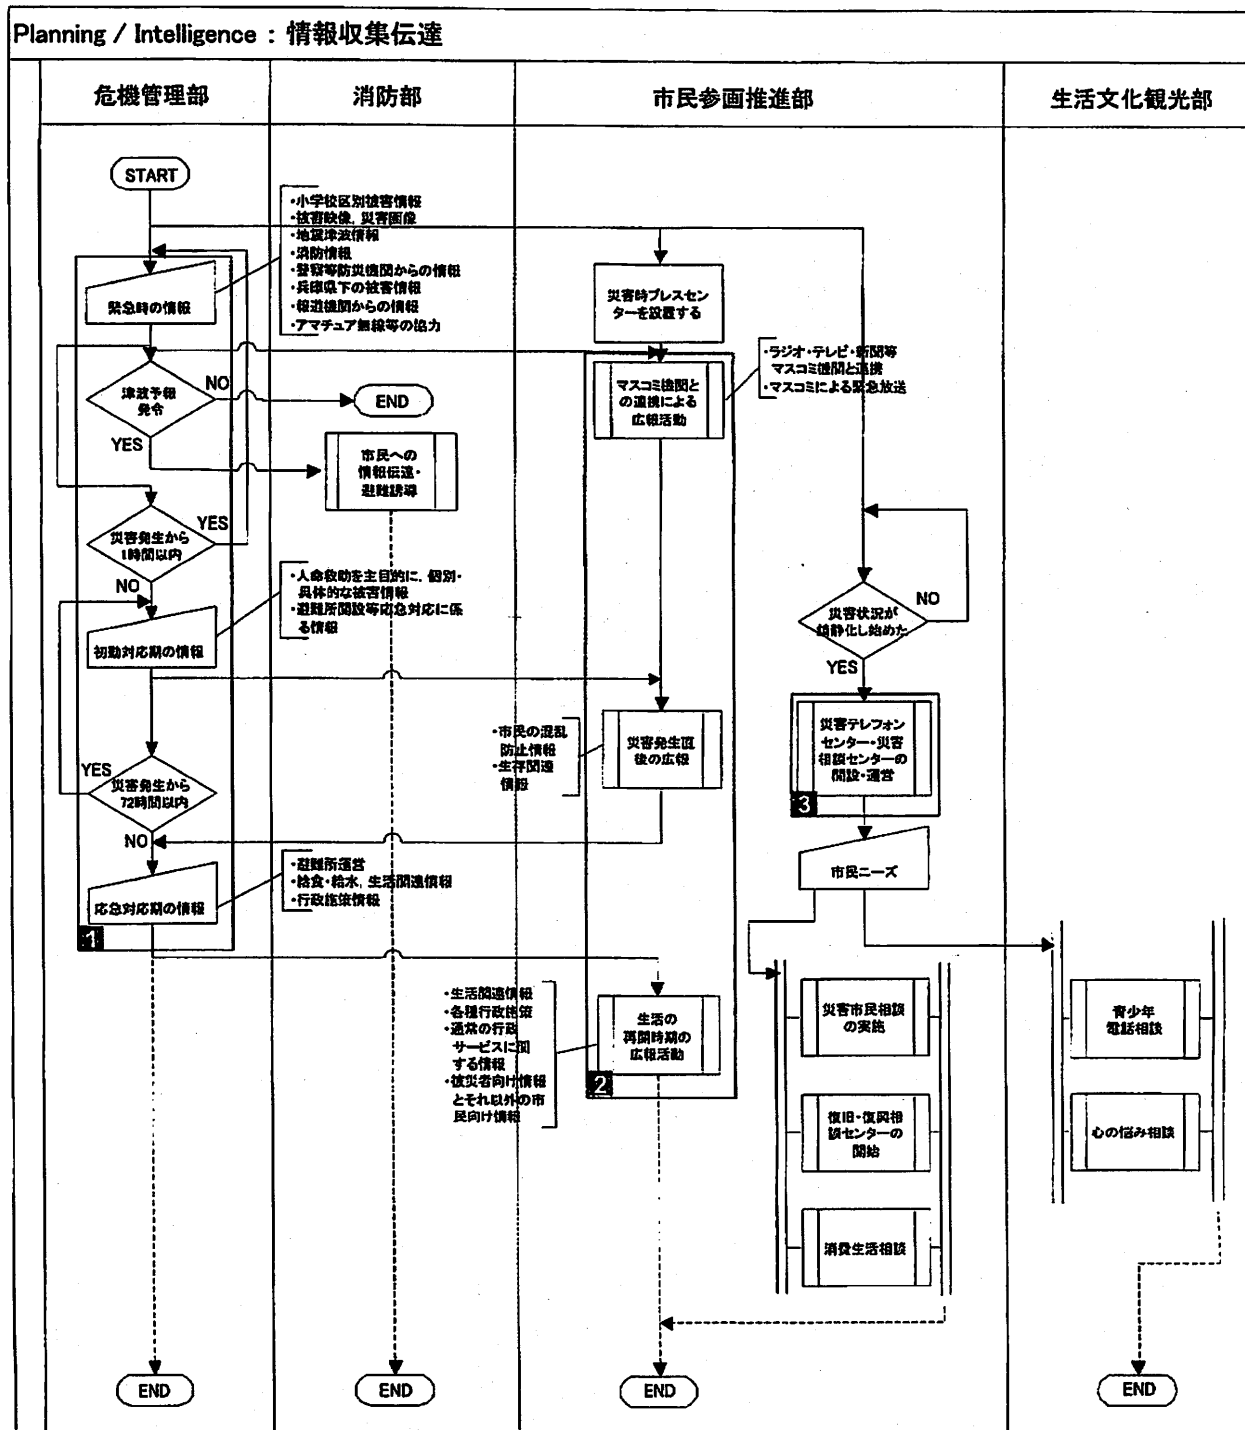 Planning / Intelligence : 情報収集伝達
危機管理部
消防部
市民参画推進部
生活文化観光部
START
・小学校区別被害情報
・被害映像, 災害画像
・地震津波情報
・消防情報
・警察等防災機関からの情報
・兵庫県下の被害情報
・報道機関からの情報
・アマチュア無線等の協力
緊急時の情報
災害時プレスセン
ターを設置する
・ラジオ・テレビ・新聞等
マスコミ機関と連携
・マスコミによる緊急放送
マスコミ機関と
の連携による
広報活動
津波予報
発令
NO
END
YES
市民への
情報伝達・
避難誘導
災害発生から
1時間以内
YES
NO
・人命救助を主目的に, 個別・
具体的な被害情報
・避難所開設等応急対応に係
る情報
初動対応期の情報
災害状況が
鎮静化し始めた
NO
YES
災害テレフォン
センター・災害
相談センターの
開設・運営
3
・市民の混乱
防止情報
・生存関連
情報
災害発生直
後の広報
YES
災害発生から
72時間以内
NO
・避難所運営
・給食・給水, 生活関連情報
・行政施策情報
応急対応期の情報
1
市民ニーズ
・生活関連情報
・各種行政施策
・通常の行政
サービスに関
する情報
・被災者向け情報
とそれ以外の市
民向け情報
生活の
再開時期の
広報活動
2
災害市民相談
の実施
復旧・復興相
談センターの
開始
消費生活相談
青少年
電話相談
心の悩み相談
END
END
END
END